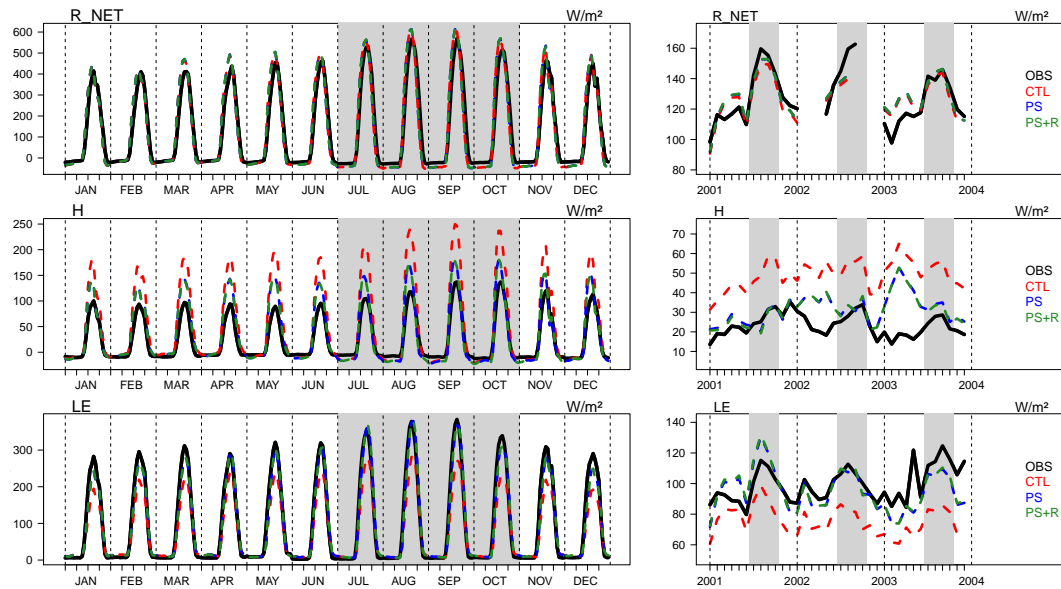 R_NET W/m²
600
500
400
300
200
100
0
JAN FEB MAR APR MAY JUN JUL AUG SEP OCT NOV DEC
H W/m²
250
200
150
100
50
0
JAN FEB MAR APR MAY JUN JUL AUG SEP OCT NOV DEC
LE W/m²
300
200
100
0
JAN FEB MAR APR MAY JUN JUL AUG SEP OCT NOV DEC
R_NET W/m²
160
140
120
100
80
2001 2002 2003 2004
OBS
CTL
PS
PS+R
H W/m²
70
60
50
40
30
20
10
2001 2002 2003 2004
OBS
CTL
PS
PS+R
LE W/m²
140
120
100
80
60
2001 2002 2003 2004
OBS
CTL
PS
PS+R